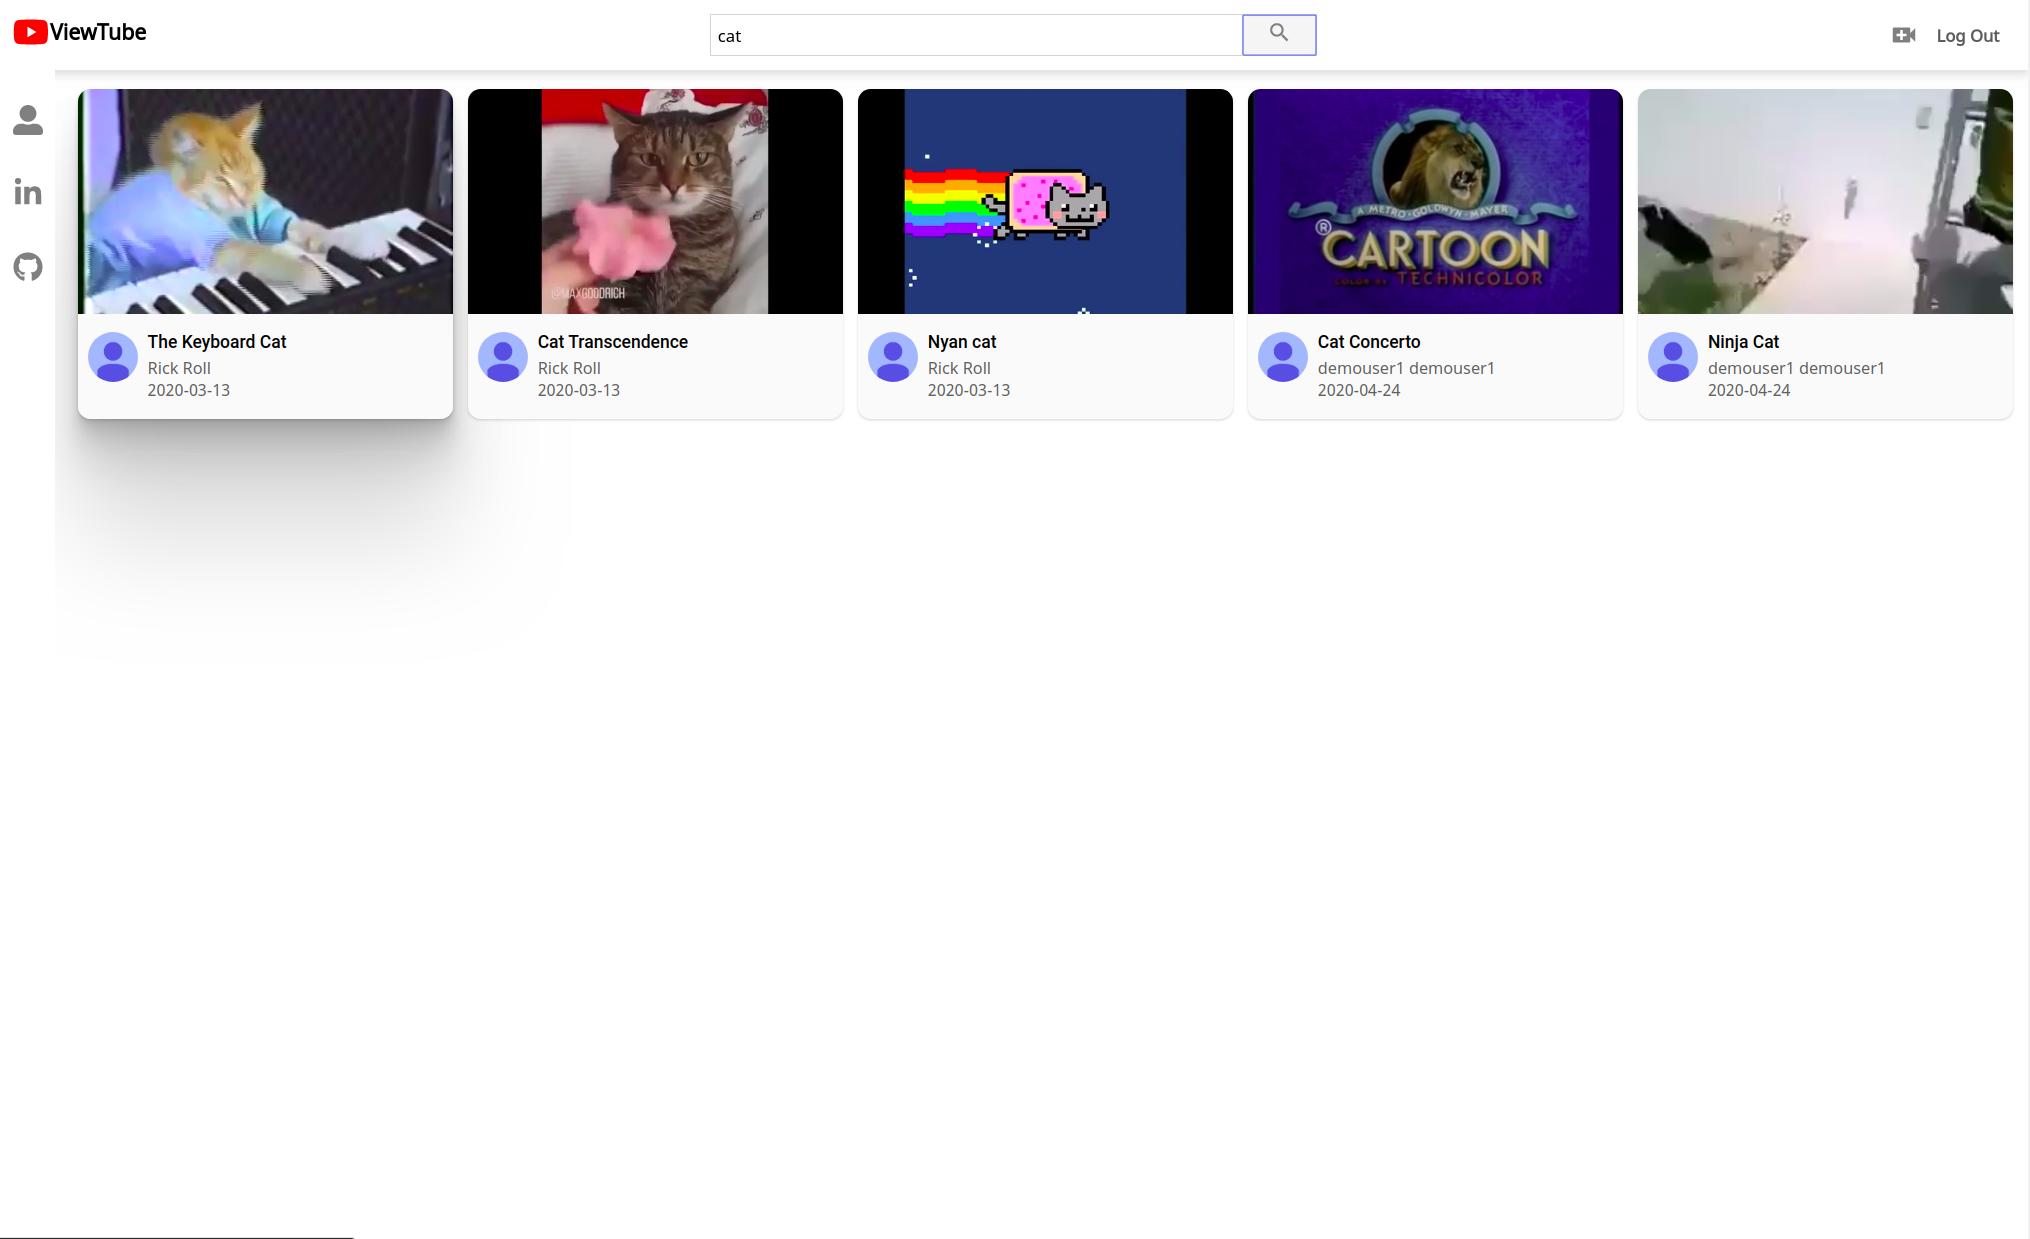 ViewTube
cat
Log Out
in
@MAXGOODRICH
A METRO-GOLDWYN-MAYER
®
CARTOON
COLOR BY TECHNICOLOR
The Keyboard Cat
Rick Roll
2020-03-13
Cat Transcendence
Rick Roll
2020-03-13
Nyan cat
Rick Roll
2020-03-13
Cat Concerto
demouser1 demouser1
2020-04-24
Ninja Cat
demouser1 demouser1
2020-04-24